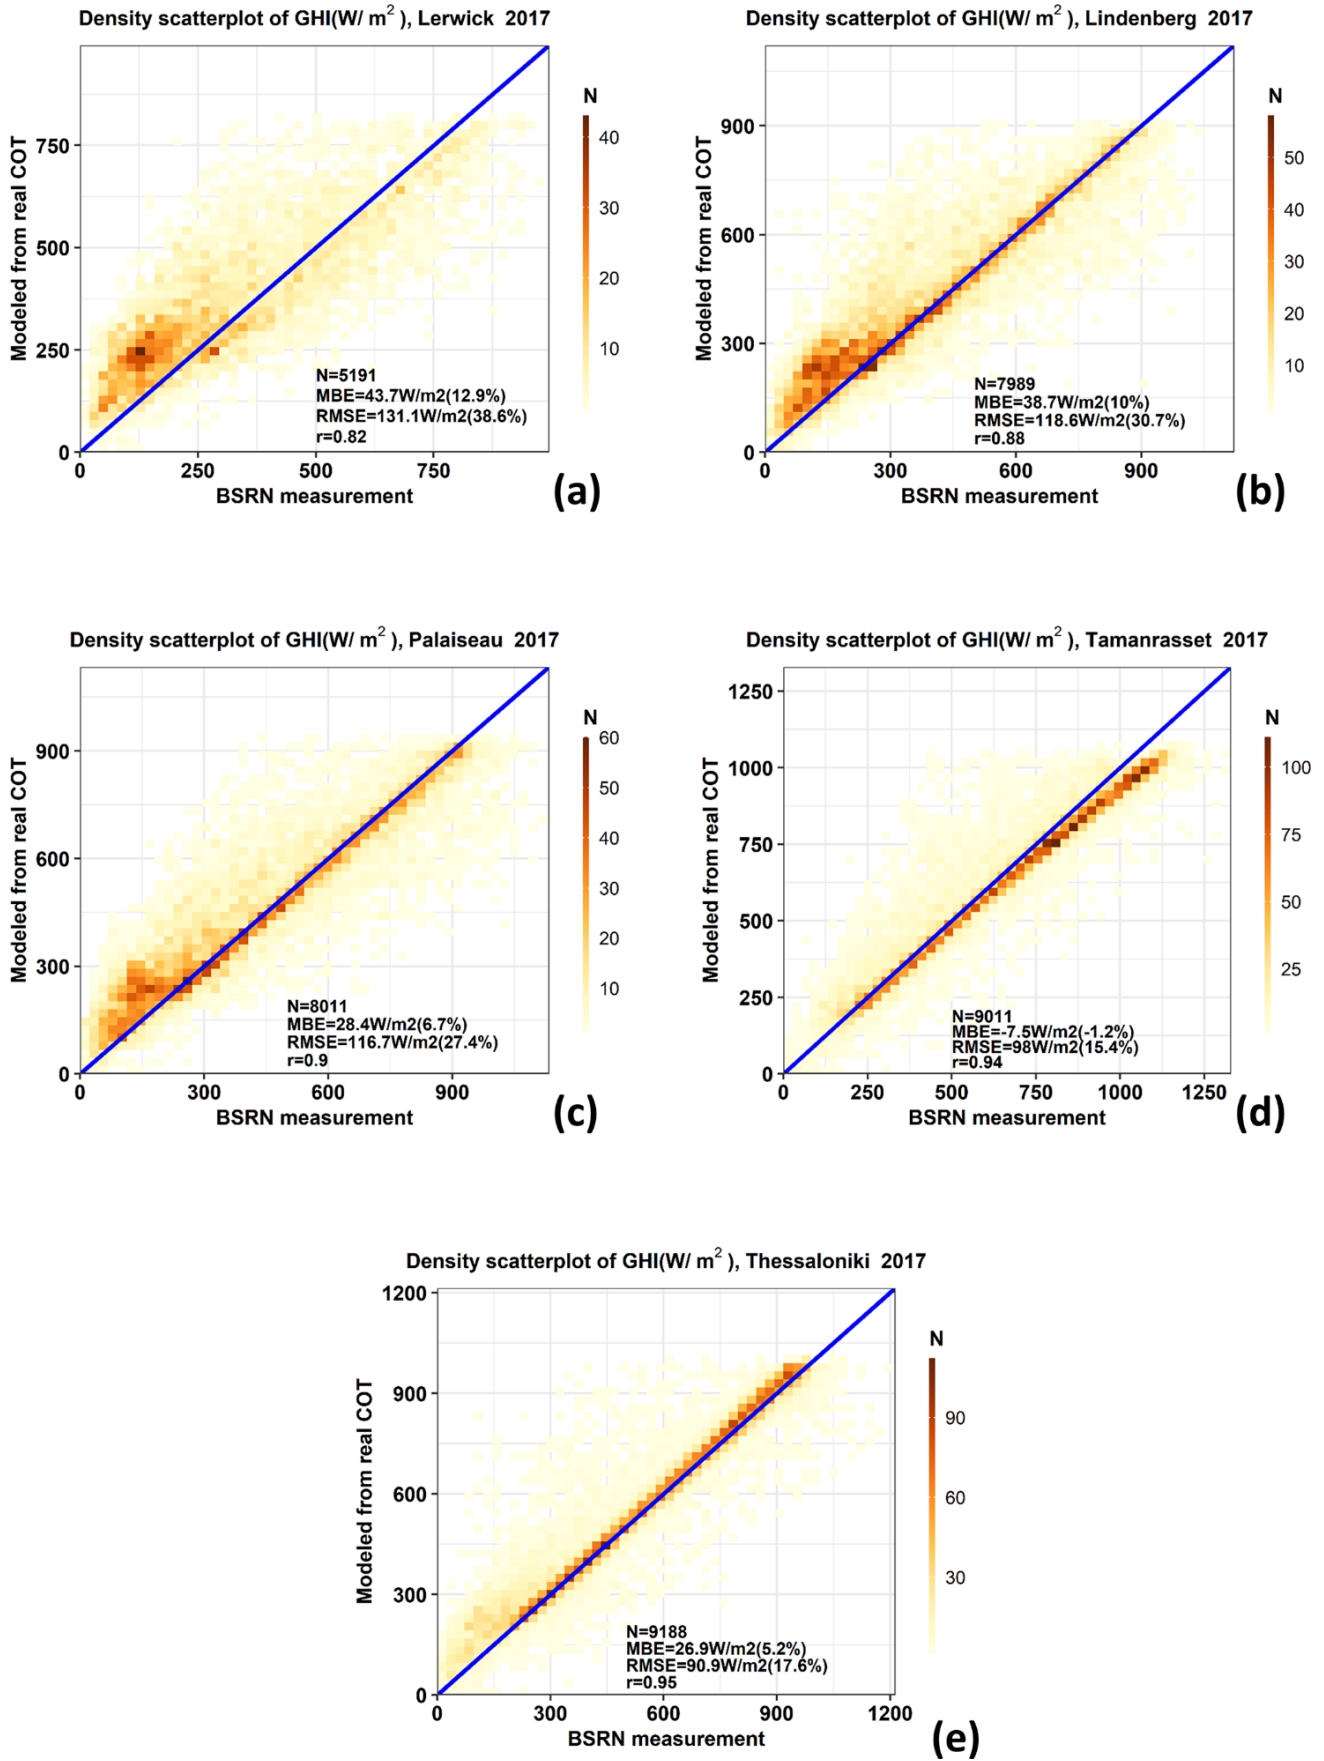 Density scatterplot of GHI(W/ m2 ), Lerwick 2017
Modeled from real COT
750
500
250
0
0 250 500 750
BSRN measurement
N
40
30
20
10
N=5191
MBE=43.7W/m2(12.9%)
RMSE=131.1W/m2(38.6%)
r=0.82
(a)
Density scatterplot of GHI(W/ m2 ), Lindenberg 2017
Modeled from real COT
900
600
300
0
0 300 600 900
BSRN measurement
N
50
40
30
20
10
N=7989
MBE=38.7W/m2(10%)
RMSE=118.6W/m2(30.7%)
r=0.88
(b)
Density scatterplot of GHI(W/ m2 ), Palaiseau 2017
Modeled from real COT
900
600
300
0
0 300 600 900
BSRN measurement
N
60
50
40
30
20
10
N=8011
MBE=28.4W/m2(6.7%)
RMSE=116.7W/m2(27.4%)
r=0.9
(c)
Density scatterplot of GHI(W/ m2 ), Tamanrasset 2017
Modeled from real COT
1250
1000
750
500
250
0
0 250 500 750 1000 1250
BSRN measurement
N
100
75
50
25
N=9011
MBE=-7.5W/m2(-1.2%)
RMSE=98W/m2(15.4%)
r=0.94
(d)
Density scatterplot of GHI(W/ m2 ), Thessaloniki 2017
Modeled from real COT
1200
900
600
300
0
0 300 600 900 1200
BSRN measurement
N
90
60
30
N=9188
MBE=26.9W/m2(5.2%)
RMSE=90.9W/m2(17.6%)
r=0.95
(e)